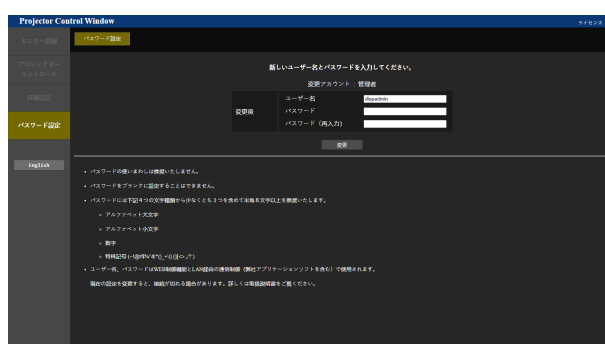 Projector Control Window
ライセンス
モニター情報
パスワード設定
プロジェクター
コントロール
新しいユーザー名とパスワードを入力してください。
変更アカウント : 管理者
詳細設定
変更後
ユーザー名
dispadmin
パスワード
パスワード（再入力）
パスワード設定
変更
English
• パスワードの使いまわしは推奨いたしません。
• パスワードをブランクに設定することはできません。
• パスワードには下記４つの文字種類から少なくとも３つを含めて半角８文字以上を推奨いたします。
○ アルファベット大文字
○ アルファベット小文字
○ 数字
○ 特殊記号
• ユーザー名、パスワードはWEB制御機能とLAN経由の通信制御（弊社アプリケーションソフトを含む）で使用されます。
現在の設定を変更すると、接続が切れる場合があります。詳しくは取扱説明書をご覧ください。